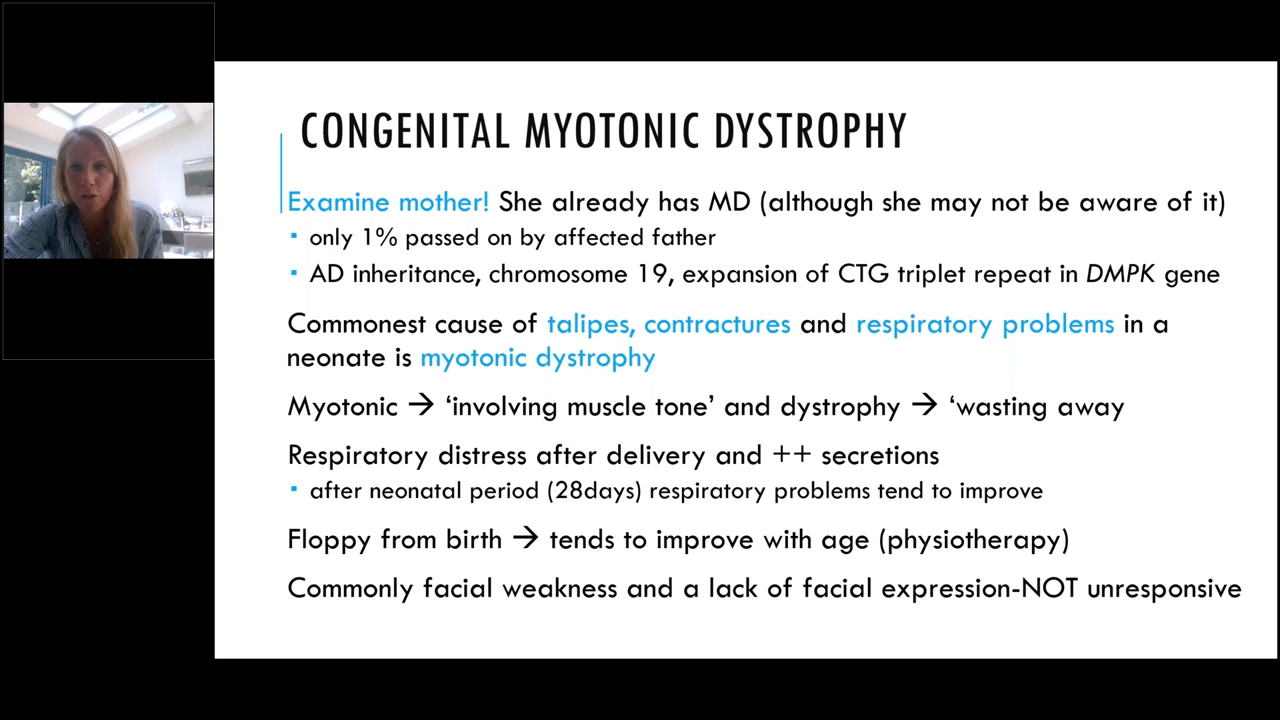 CONGENITAL MYOTONIC DYSTROPHY
Examine mother! She already has MD (although she may not be aware of it)
▪ only 1% passed on by affected father
▪ AD inheritance, chromosome 19, expansion of CTG triplet repeat in DMPK gene
Commonest cause of talipes, contractures and respiratory problems in a
neonate is myotonic dystrophy
Myotonic → ‘involving muscle tone’ and dystrophy → ‘wasting away
Respiratory distress after delivery and ++ secretions
▪ after neonatal period (28days) respiratory problems tend to improve
Floppy from birth → tends to improve with age (physiotherapy)
Commonly facial weakness and a lack of facial expression-NOT unresponsive